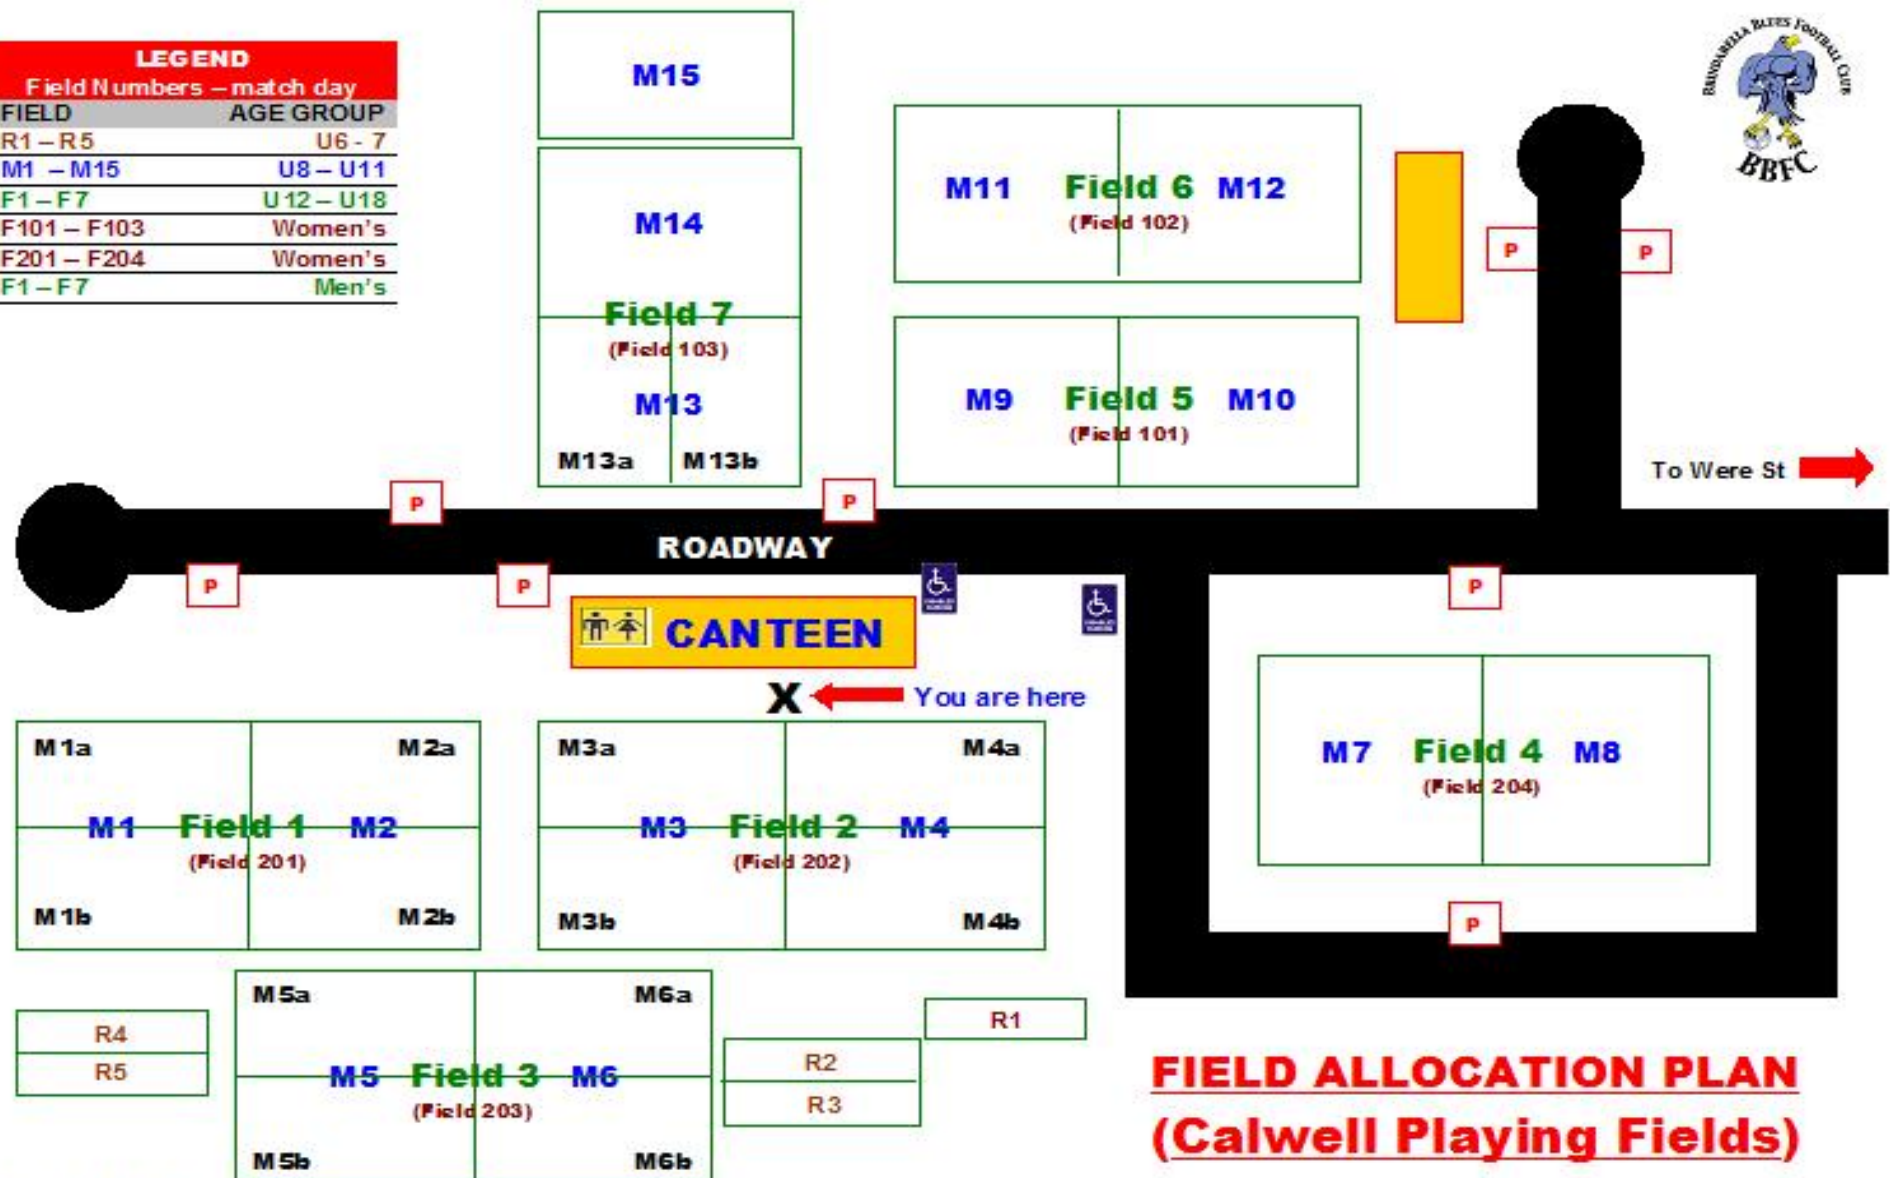 LEGEND
Field Numbers – match day
FIELD AGE GROUP
R1 – R5 U6 - 7
M1 – M15 U8 – U11
F1 – F7 U12 – U18
F101 – F103 Women's
F201 – F204 Women's
F1 – F7 Men's
M15
M14
Field 7
(Field 103)
M13
M13a M13b
M11 Field 6 M12
(Field 102)
M9 Field 5 M10
(Field 101)
BRINDABELLA BLUES FOOTBALL CLUB
BBFC
P P
To Were St
P P
ROADWAY
P P P
CANTEEN
X You are here
M1a M2a
M1 Field 1 M2
(Field 201)
M1b M2b
M3a M4a
M3 Field 2 M4
(Field 202)
M3b M4b
M7 Field 4 M8
(Field 204)
P
R4
R5
M5a M6a
M5 Field 3 M6
(Field 203)
M5b M6b
R1
R2
R3
FIELD ALLOCATION PLAN
(Calwell Playing Fields)